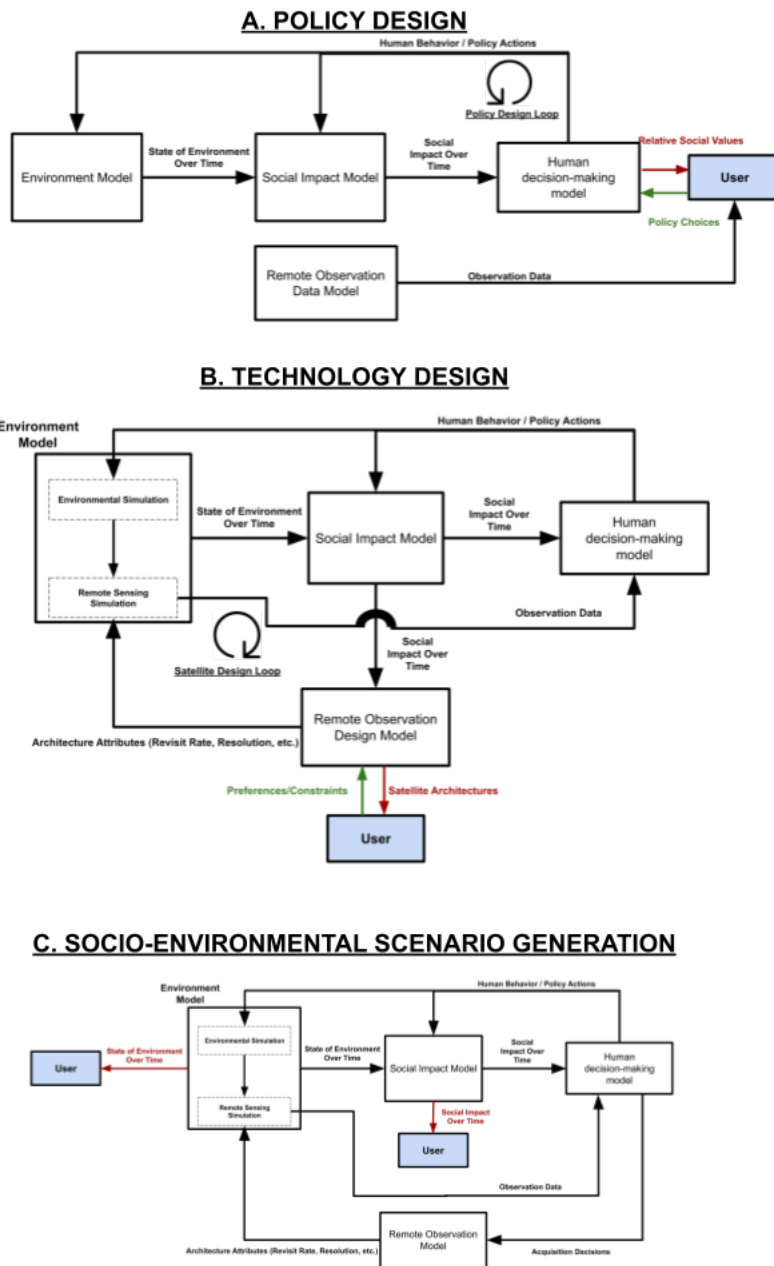 A. POLICY DESIGN
Human Behavior / Policy Actions
Policy Design Loop
State of Environment
Over Time
Social
Impact Over
Time
Relative Social Values
Environment Model
Social Impact Model
Human
decision-making
model
User
Policy Choices
Remote Observation
Data Model
Observation Data
B. TECHNOLOGY DESIGN
Environment
Model
Human Behavior / Policy Actions
Environmental Simulation
State of Environment
Over Time
Social Impact Model
Social
Impact Over
Time
Human
decision-making
model
Remote Sensing
Simulation
Observation Data
Satellite Design Loop
Social
Impact Over
Time
Remote Observation
Design Model
Architecture Attributes (Revisit Rate, Resolution, etc.)
Preferences/Constraints
Satellite Architectures
User
C. SOCIO-ENVIRONMENTAL SCENARIO GENERATION
Environment
Model
Human Behavior / Policy Actions
Environmental Simulation
State of Environment
Over Time
User
State of Environment
Over Time
Social Impact Model
Social
Impact Over
Time
Human
decision-making
model
Remote Sensing
Simulation
Social Impact
Over Time
User
Observation Data
Remote Observation
Model
Architecture Attributes (Revisit Rate, Resolution, etc.)
Acquisition Decisions